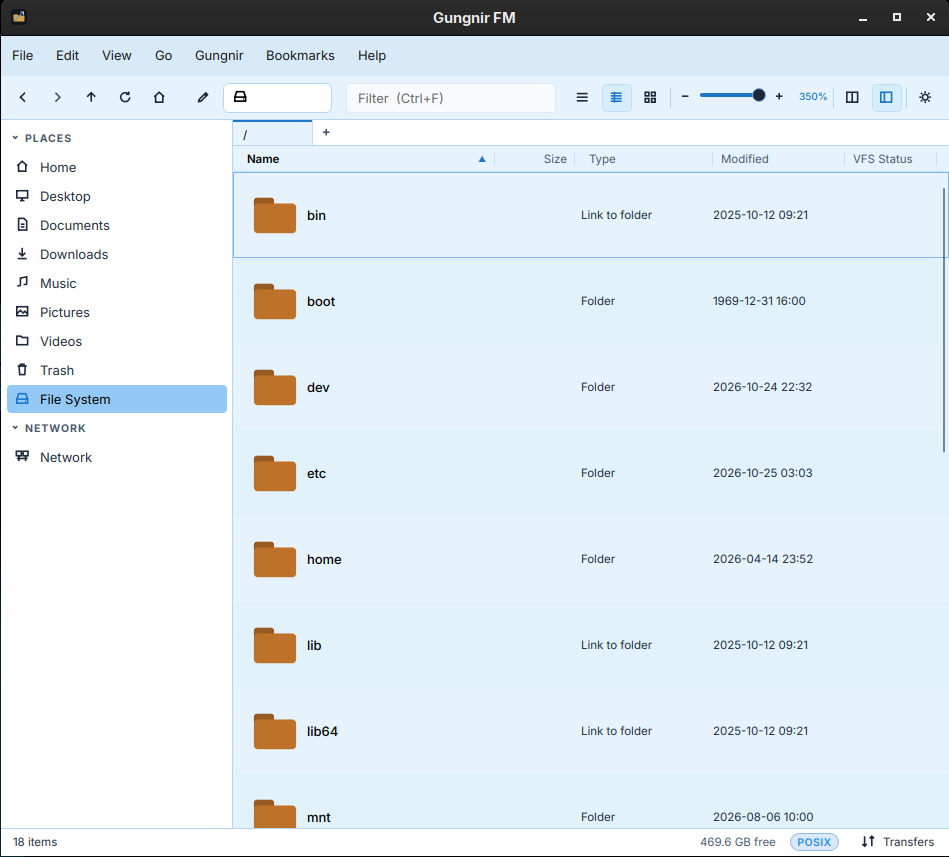 Gungnir FM
File Edit View Go Gungnir Bookmarks Help
Filter (Ctrl+F) − + 350%
PLACES
Home
Desktop
Documents
Downloads
Music
Pictures
Videos
Trash
File System
NETWORK
Network
/ +
Name Size Type Modified VFS Status
bin Link to folder 2025-10-12 09:21
boot Folder 1969-12-31 16:00
dev Folder 2026-10-24 22:32
etc Folder 2026-10-25 03:03
home Folder 2026-04-14 23:52
lib Link to folder 2025-10-12 09:21
lib64 Link to folder 2025-10-12 09:21
mnt Folder 2026-08-06 10:00
18 items 469.6 GB free POSIX Transfers